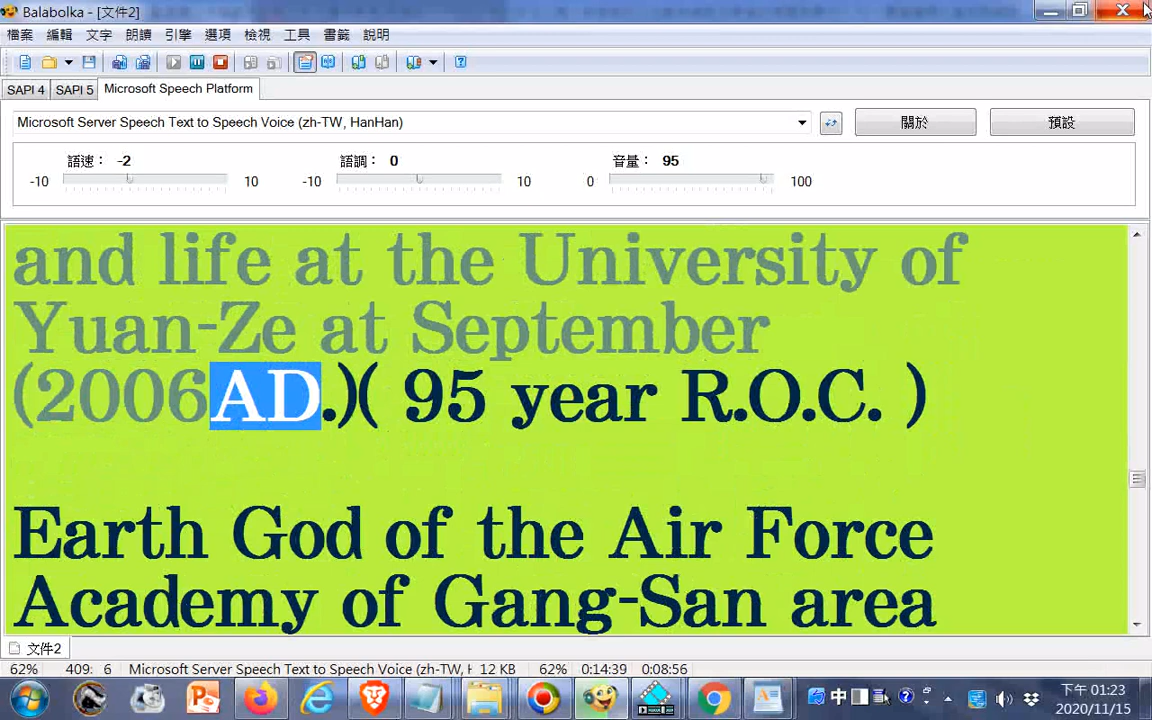 Balabolka - [文件2]
檔案 編輯 文字 朗讀 引擎 選項 檢視 工具 書籤 說明
SAPI 4 SAPI 5 Microsoft Speech Platform
Microsoft Server Speech Text to Speech Voice (zh-TW, HanHan) 關於 預設
語速： -2 語調： 0 音量： 95
-10 10 -10 10 0 100
and life at the University of
Yuan-Ze at September
(2006AD.)( 95 year R.O.C. )
Earth God of the Air Force
Academy of Gang-San area
文件2
62% 409: 6 Microsoft Server Speech Text to Speech Voice (zh-TW, H 12 KB 62% 0:14:39 0:08:56
中 下午 01:23
2020/11/15